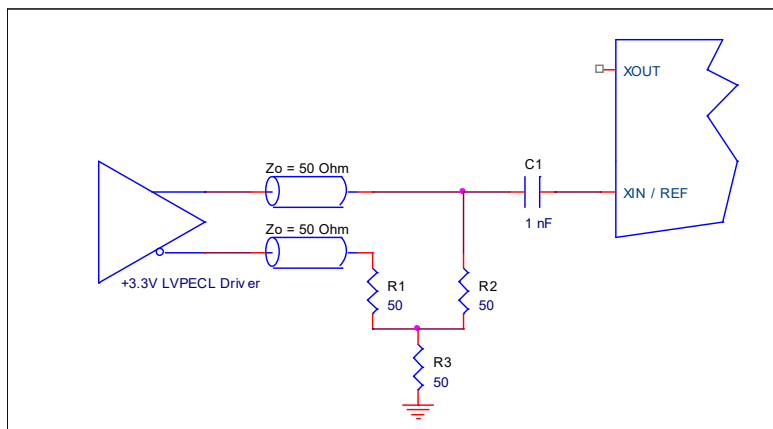 XOUT
Zo = 50 Ohm
C1
XIN / REF
1 nF
Zo = 50 Ohm
+3.3V LVPECL Driver
R1
50
R2
50
R3
50